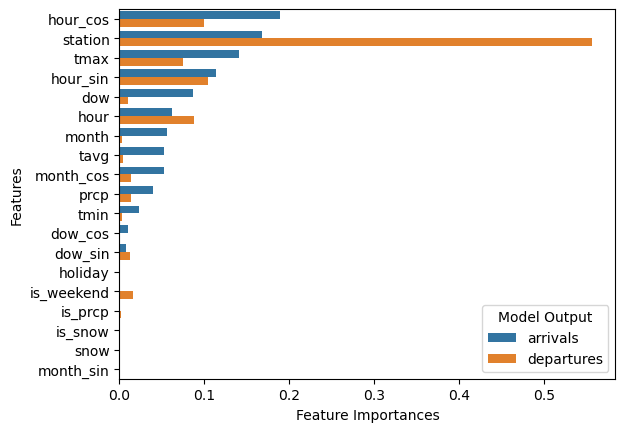 hour_cos
station
tmax
hour_sin
dow
hour
month
tavg
month_cos
prcp
tmin
dow_cos
dow_sin
holiday
is_weekend
is_prcp
is_snow
snow
month_sin
Features
Model Output
arrivals
departures
0.0 0.1 0.2 0.3 0.4 0.5
Feature Importances